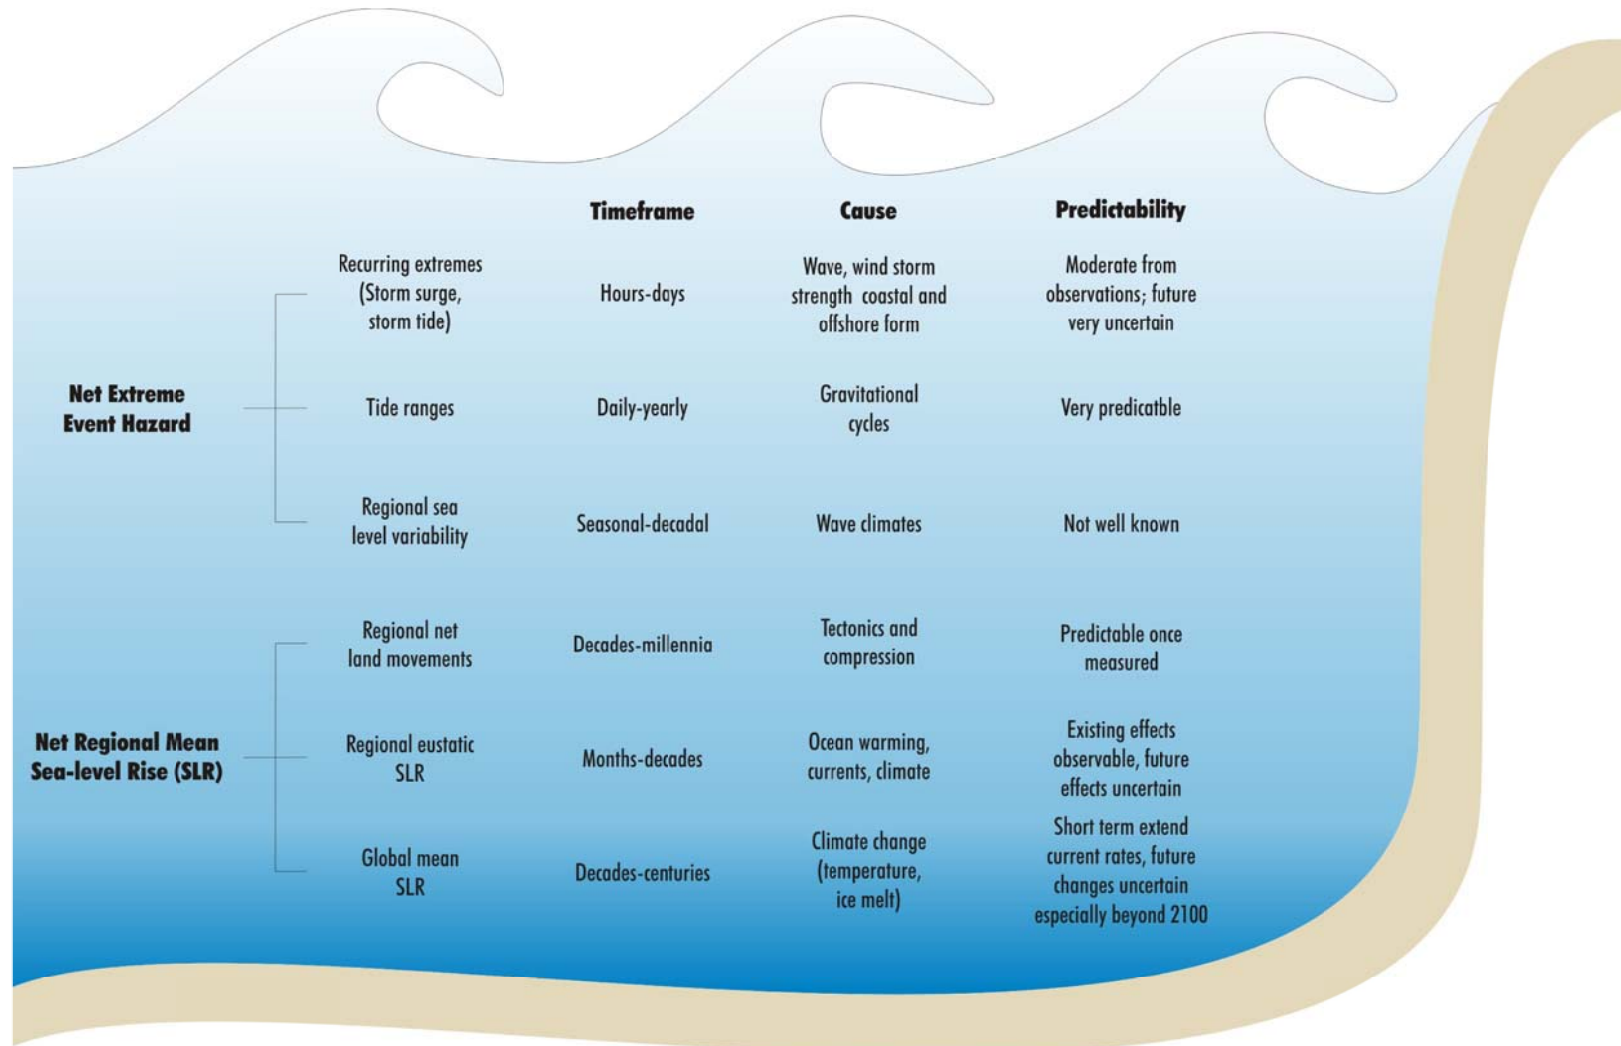 Timeframe Cause Predictability
Recurring extremes
(Storm surge,
storm tide)
Hours-days
Wave, wind storm
strength coastal and
offshore form
Moderate from
observations; future
very uncertain
Net Extreme
Event Hazard
Tide ranges
Daily-yearly
Gravitational
cycles
Very predicatble
Regional sea
level variability
Seasonal-decadal
Wave climates
Not well known
Regional net
land movements
Decades-millennia
Tectonics and
compression
Predictable once
measured
Net Regional Mean
Sea-level Rise (SLR)
Regional eustatic
SLR
Months-decades
Ocean warming,
currents, climate
Existing effects
observable, future
effects uncertain
Global mean
SLR
Decades-centuries
Climate change
(temperature,
ice melt)
Short term extend
current rates, future
changes uncertain
especially beyond 2100